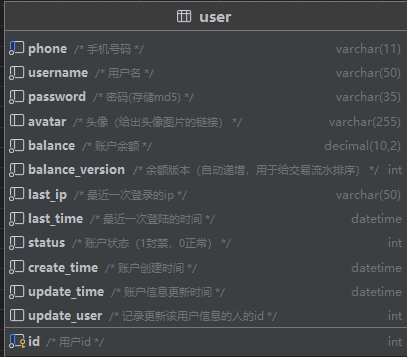 user
phone /* 手机号码 */ varchar(11)
username /* 用户名 */ varchar(50)
password /* 密码(存储md5) */ varchar(35)
avatar /* 头像（给出头像图片的链接） */ varchar(255)
balance /* 账户余额 */ decimal(10,2)
balance_version /* 余额版本（自动递增，用于给交易流水排序） */ int
last_ip /* 最近一次登录的ip */ varchar(50)
last_time /* 最近一次登陆的时间 */ datetime
status /* 账户状态（1封禁，0正常） */ int
create_time /* 账户创建时间 */ datetime
update_time /* 账户信息更新时间 */ datetime
update_user /* 记录更新该用户信息的人的id */ int
id /* 用户id */ int